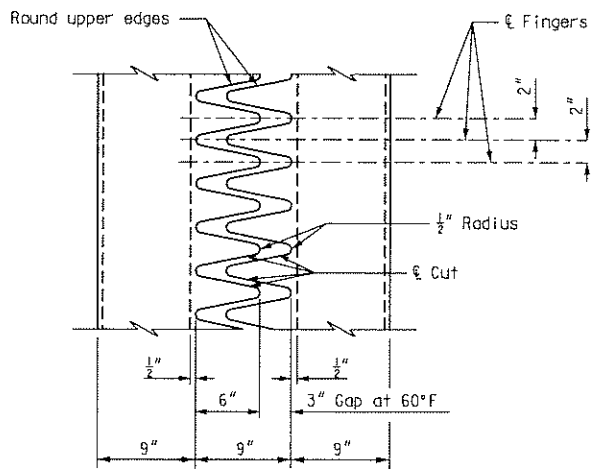 Round upper edges
℄ Fingers
2"
2"
½" Radius
℄ Cut
½"
½"
6"
3" Gap at 60°F
9"
9"
9"